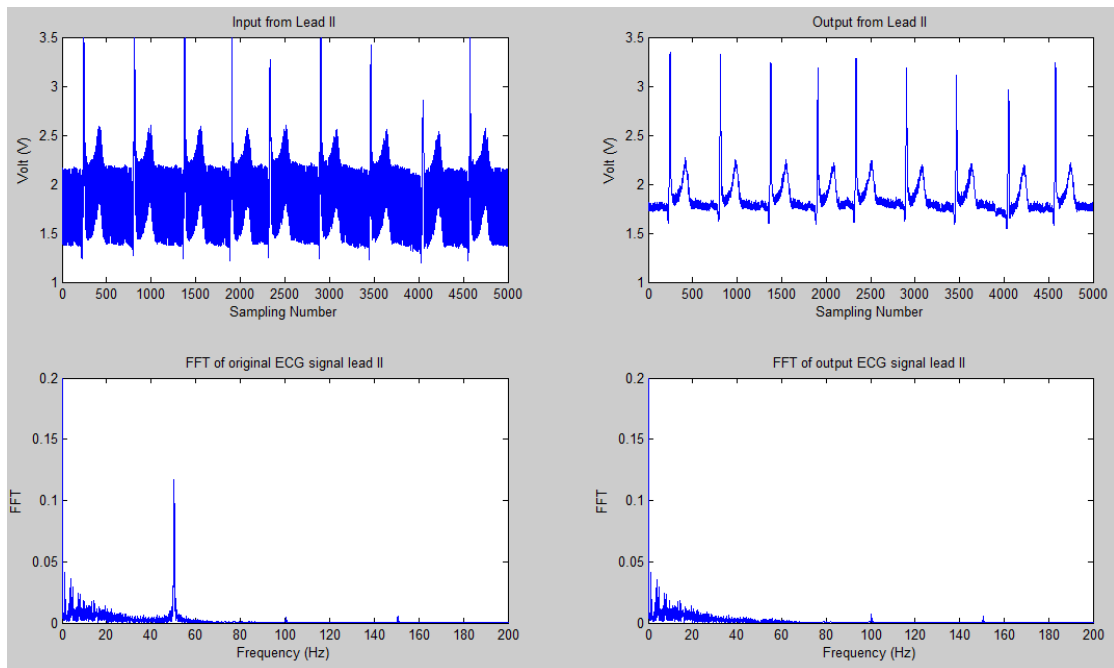 Input from Lead II
Volt (V)
3.5
3
2.5
2
1.5
1
0 500 1000 1500 2000 2500 3000 3500 4000 4500 5000
Sampling Number
Output from Lead II
Volt (V)
3.5
3
2.5
2
1.5
1
0 500 1000 1500 2000 2500 3000 3500 4000 4500 5000
Sampling Number
FFT of original ECG signal lead II
FFT
0.2
0.15
0.1
0.05
0
0 20 40 60 80 100 120 140 160 180 200
Frequency (Hz)
FFT of output ECG signal lead II
FFT
0.2
0.15
0.1
0.05
0
0 20 40 60 80 100 120 140 160 180 200
Frequency (Hz)